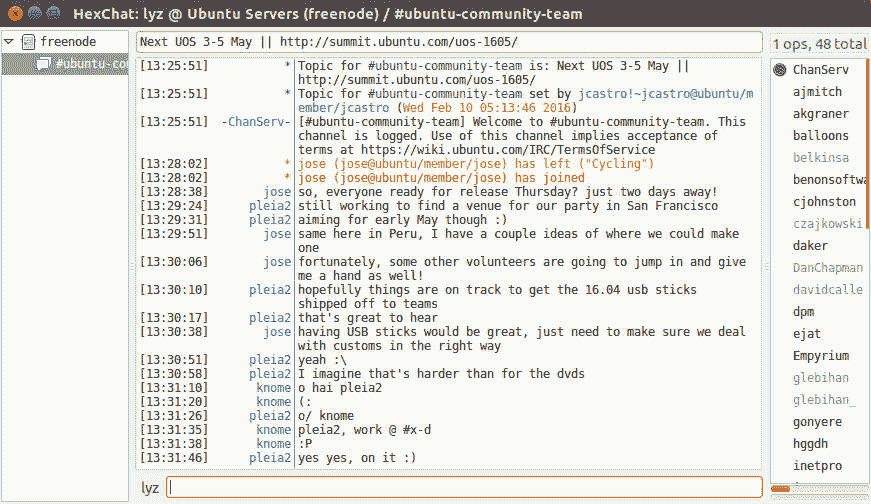 HexChat: lyz @ Ubuntu Servers (freenode) / #ubuntu-community-team
freenode
#ubuntu-co
Next UOS 3-5 May || http://summit.ubuntu.com/uos-1605/
[13:25:51] * Topic for #ubuntu-community-team is: Next UOS 3-5 May ||
http://summit.ubuntu.com/uos-1605/
[13:25:51] * Topic for #ubuntu-community-team set by jcastro!~jcastro@ubuntu/m
ember/jcastro (Wed Feb 10 05:13:46 2016)
[13:25:51] -ChanServ- [#ubuntu-community-team] Welcome to #ubuntu-community-team. This
channel is logged. Use of this channel implies acceptance of
terms at https://wiki.ubuntu.com/IRC/TermsOfService
[13:28:02] * jose (jose@ubuntu/member/jose) has left ("Cycling")
[13:28:02] * jose (jose@ubuntu/member/jose) has joined
[13:28:38] jose so, everyone ready for release Thursday? just two days away!
[13:29:24] pleia2 still working to find a venue for our party in San Francisco
[13:29:31] pleia2 aiming for early May though :)
[13:29:51] jose same here in Peru, I have a couple ideas of where we could make
one
[13:30:06] jose fortunately, some other volunteers are going to jump in and give
me a hand as well!
[13:30:10] pleia2 hopefully things are on track to get the 16.04 usb sticks
shipped off to teams
[13:30:17] pleia2 that's great to hear
[13:30:38] jose having USB sticks would be great, just need to make sure we deal
with customs in the right way
[13:30:51] pleia2 yeah :\
[13:30:58] pleia2 I imagine that's harder than for the dvds
[13:31:10] knome o hai pleia2
[13:31:20] knome (:
[13:31:26] pleia2 o/ knome
[13:31:35] knome pleia2, work @ #x-d
[13:31:38] knome :P
[13:31:46] pleia2 yes yes, on it :)
lyz
1 ops, 48 total
ChanServ
ajmitch
akgraner
balloons
belkinsa
benonsoftwa
cjohnston
czajkowski
daker
DanChapman
davidcalle
dpm
ejat
Empyrium
glebihan
glebihan_
gonyere
hggdh
inetpro